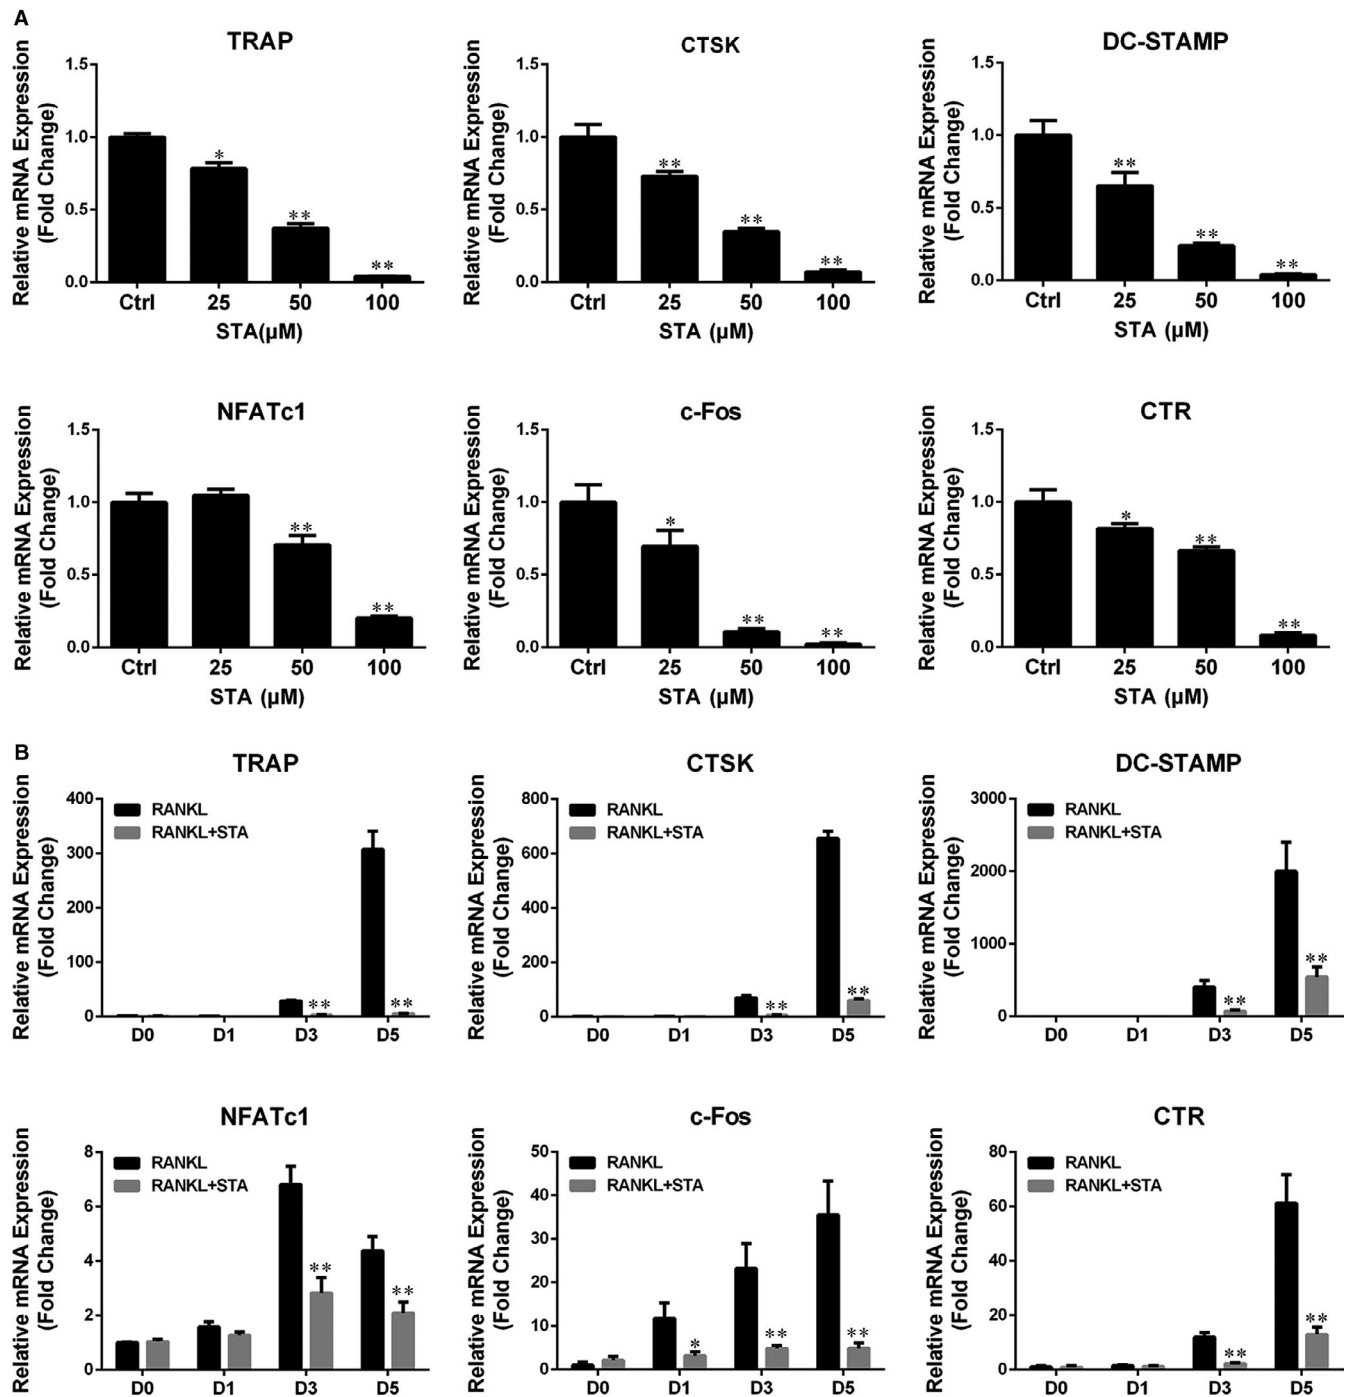 A
TRAP
CTSK
DC-STAMP
Relative mRNA Expression
(Fold Change)
1.5
1.0
0.5
0.0
*
**
**
Ctrl 25 50 100
STA(µM)
Relative mRNA Expression
(Fold Change)
1.5
1.0
0.5
0.0
**
**
**
Ctrl 25 50 100
STA (µM)
Relative mRNA Expression
(Fold Change)
1.5
1.0
0.5
0.0
**
**
**
Ctrl 25 50 100
STA (µM)
NFATc1
c-Fos
CTR
Relative mRNA Expression
(Fold Change)
1.5
1.0
0.5
0.0
**
**
Ctrl 25 50 100
STA (µM)
Relative mRNA Expression
(Fold Change)
1.5
1.0
0.5
0.0
*
**
**
Ctrl 25 50 100
STA (µM)
Relative mRNA Expression
(Fold Change)
1.5
1.0
0.5
0.0
*
**
**
Ctrl 25 50 100
STA (µM)
B
TRAP
CTSK
DC-STAMP
Relative mRNA Expression
(Fold Change)
400
300
200
100
0
RANKL
RANKL+STA
**
**
D0 D1 D3 D5
Relative mRNA Expression
(Fold Change)
800
600
400
200
0
RANKL
RANKL+STA
**
**
D0 D1 D3 D5
Relative mRNA Expression
(Fold Change)
3000
2000
1000
0
RANKL
RANKL+STA
**
**
D0 D1 D3 D5
NFATc1
c-Fos
CTR
Relative mRNA Expression
(Fold Change)
8
6
4
2
0
RANKL
RANKL+STA
**
**
D0 D1 D3 D5
Relative mRNA Expression
(Fold Change)
50
40
30
20
10
0
RANKL
RANKL+STA
*
**
**
D0 D1 D3 D5
Relative mRNA Expression
(Fold Change)
80
60
40
20
0
RANKL
RANKL+STA
**
**
D0 D1 D3 D5